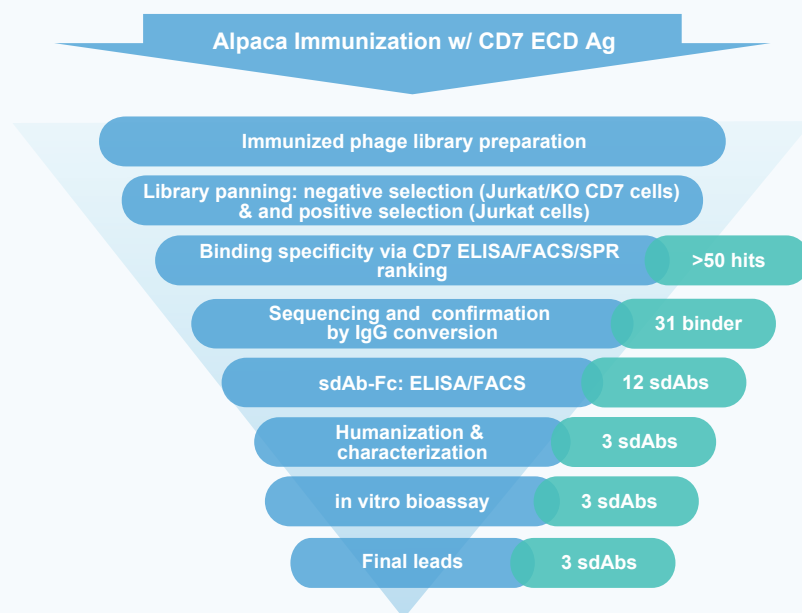 Alpaca Immunization w/ CD7 ECD Ag
Immunized phage library preparation
Library panning: negative selection (Jurkat/KO CD7 cells)
& and positive selection (Jurkat cells)
Binding specificity via CD7 ELISA/FACS/SPR
ranking
>50 hits
Sequencing and confirmation
by IgG conversion
31 binder
sdAb-Fc: ELISA/FACS
12 sdAbs
Humanization &
characterization
3 sdAbs
in vitro bioassay
3 sdAbs
Final leads
3 sdAbs